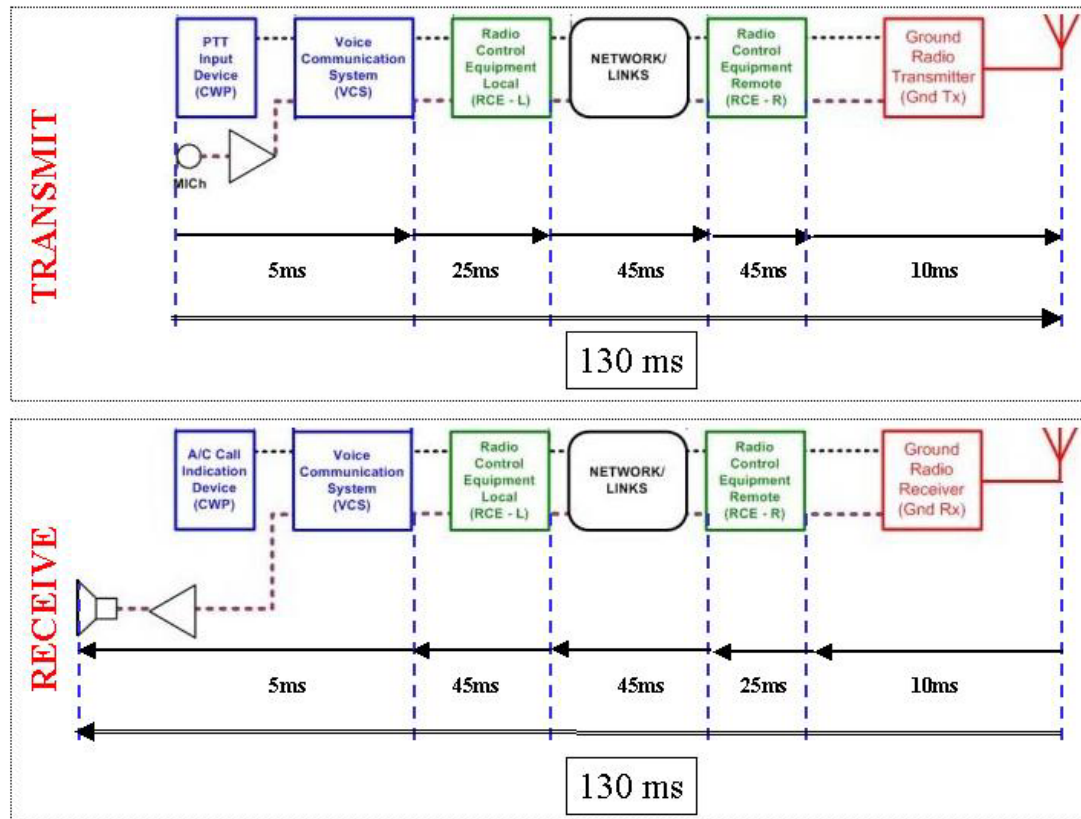 TRANSMIT
PTT
Input
Device
(CWP)
Voice
Communication
System
(VCS)
Radio
Control
Equipment
Local
(RCE - L)
NETWORK/
LINKS
Radio
Control
Equipment
Remote
(RCE - R)
Ground
Radio
Transmitter
(Gnd Tx)
MICh
5ms
25ms
45ms
45ms
10ms
130 ms
RECEIVE
A/C Call
Indication
Device
(CWP)
Voice
Communication
System
(VCS)
Radio
Control
Equipment
Local
(RCE - L)
NETWORK/
LINKS
Radio
Control
Equipment
Remote
(RCE - R)
Ground
Radio
Receiver
(Gnd Rx)
5ms
45ms
45ms
25ms
10ms
130 ms